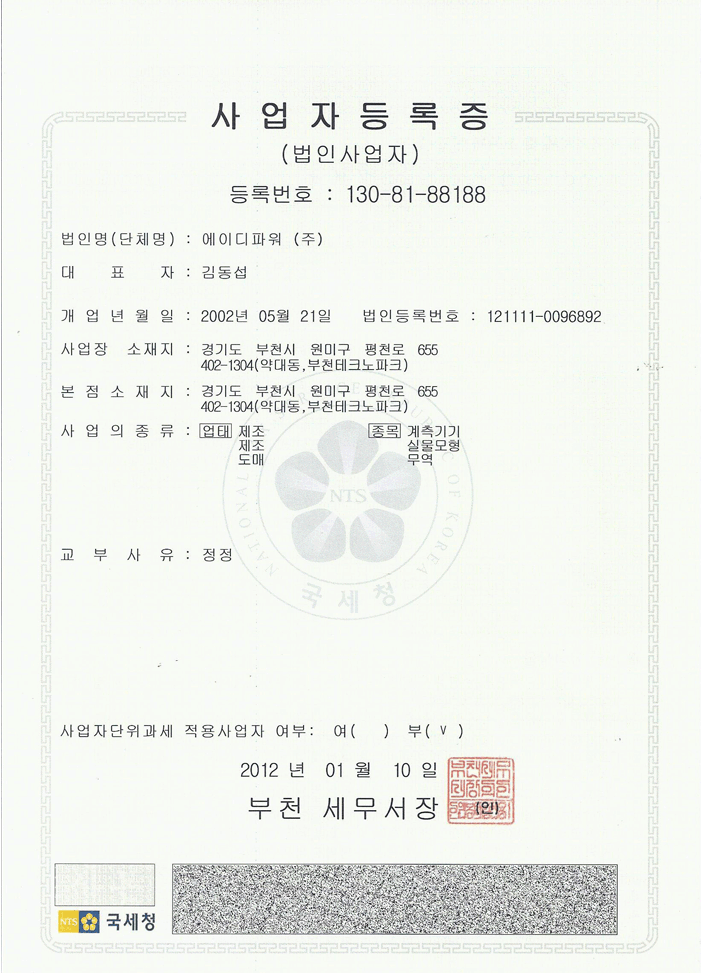 사업자등록증
(법인사업자)
등록번호 : 130-81-88188
법인명(단체명) : 에이디파워 (주)
대 표 자 : 김동섭
개 업 년 월 일 : 2002년 05월 21일 법인등록번호 : 121111-0096892
사업장 소재지 : 경기도 부천시 원미구 평천로 655
402-1304(약대동,부천테크노파크)
본 점 소 재 지 : 경기도 부천시 원미구 평천로 655
402-1304(약대동,부천테크노파크)
사 업 의 종 류 : 업태 제조 종목 계측기기
제조 실물모형
도매 무역
NATIONAL TAX SERVICE REPUBLIC OF KOREA
NTS
국세청
교 부 사 유 : 정정
사업자단위과세 적용사업자 여부: 여( ) 부( v )
2012 년 01 월 10 일
부천 세무서장 (인)
NTS 국세청